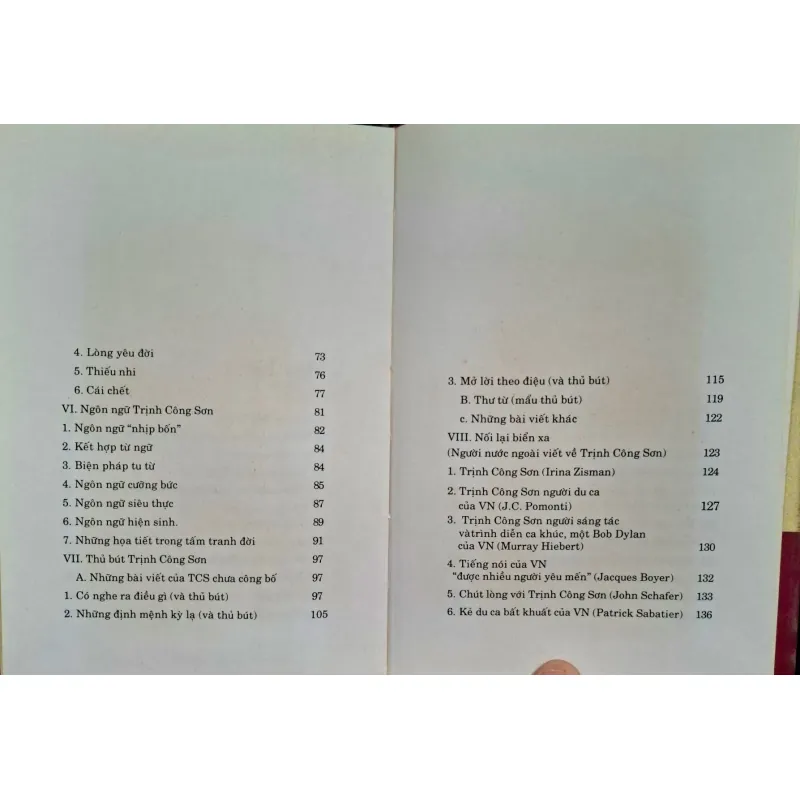 4. Lòng yêu đời 73
5. Thiếu nhi 76
6. Cái chết 77
VI. Ngôn ngữ Trịnh Công Sơn 81
1. Ngôn ngữ “nhịp bốn” 82
2. Kết hợp từ ngữ 84
3. Biện pháp tu từ 84
4. Ngôn ngữ cưỡng bức 85
5. Ngôn ngữ siêu thực 87
6. Ngôn ngữ hiện sinh. 89
7. Những họa tiết trong tấm tranh đời 91
VII. Thủ bút Trịnh Công Sơn 97
A. Những bài viết của TCS chưa công bố 97
1. Có nghe ra điều gì (và thủ bút) 97
2. Những định mệnh kỳ lạ (và thủ bút) 105
3. Mở lời theo điệu (và thủ bút) 115
B. Thư từ (mẩu thủ bút) 119
c. Những bài viết khác 122
VIII. Nối lại biển xa
(Người nước ngoài viết về Trịnh Công Sơn) 123
1. Trịnh Công Sơn (Irina Zisman) 124
2. Trịnh Công Sơn người du ca
của VN (J.C. Pomonti) 127
3. Trịnh Công Sơn người sáng tác
vàtrình diễn ca khúc, một Bob Dylan
của VN (Murray Hiebert) 130
4. Tiếng nói của VN
“được nhiều người yêu mến” (Jacques Boyer) 132
5. Chút lòng với Trịnh Công Sơn (John Schafer) 133
6. Kẻ du ca bất khuất của VN (Patrick Sabatier) 136